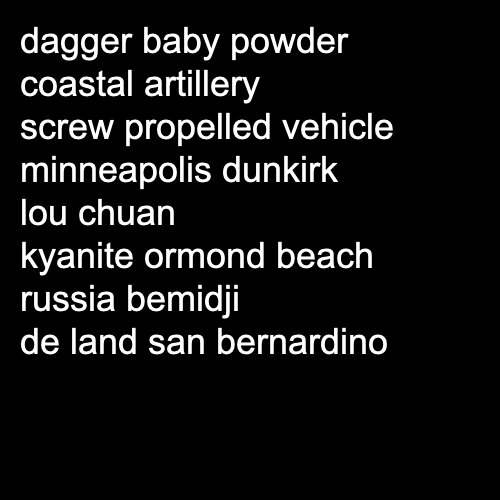 dagger baby powder
coastal artillery
screw propelled vehicle
minneapolis dunkirk
lou chuan
kyanite ormond beach
russia bemidji
de land san bernardino